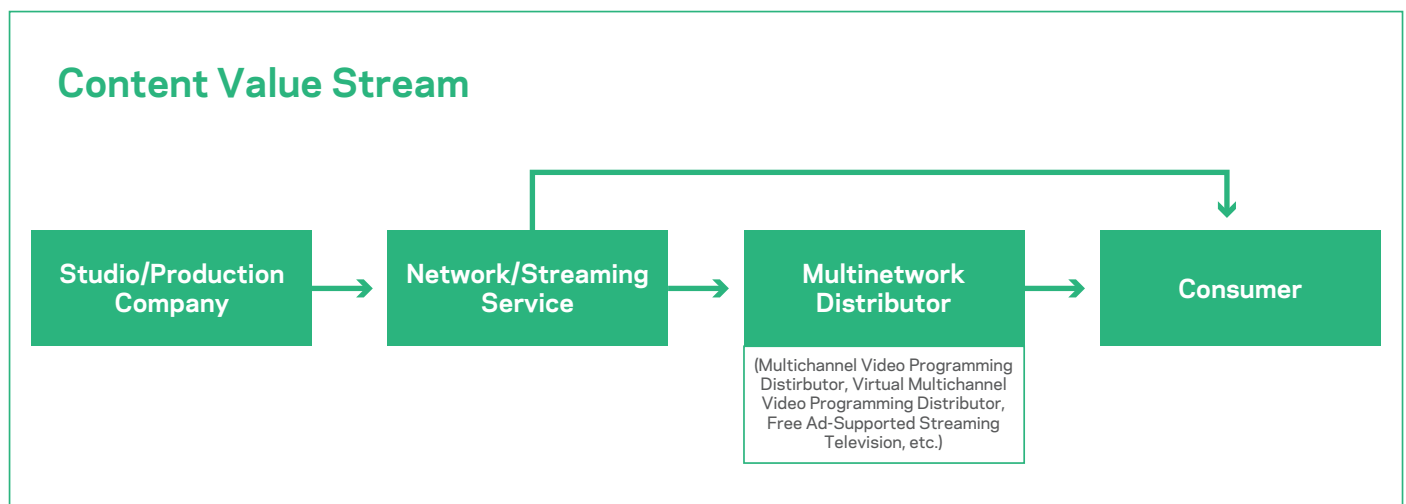 Content Value Stream
Studio/Production
Company
Network/Streaming
Service
Multinetwork
Distributor
Consumer
(Multichannel Video Programming
Distirbutor, Virtual Multichannel
Video Programming Distributor,
Free Ad-Supported Streaming
Television, etc.)